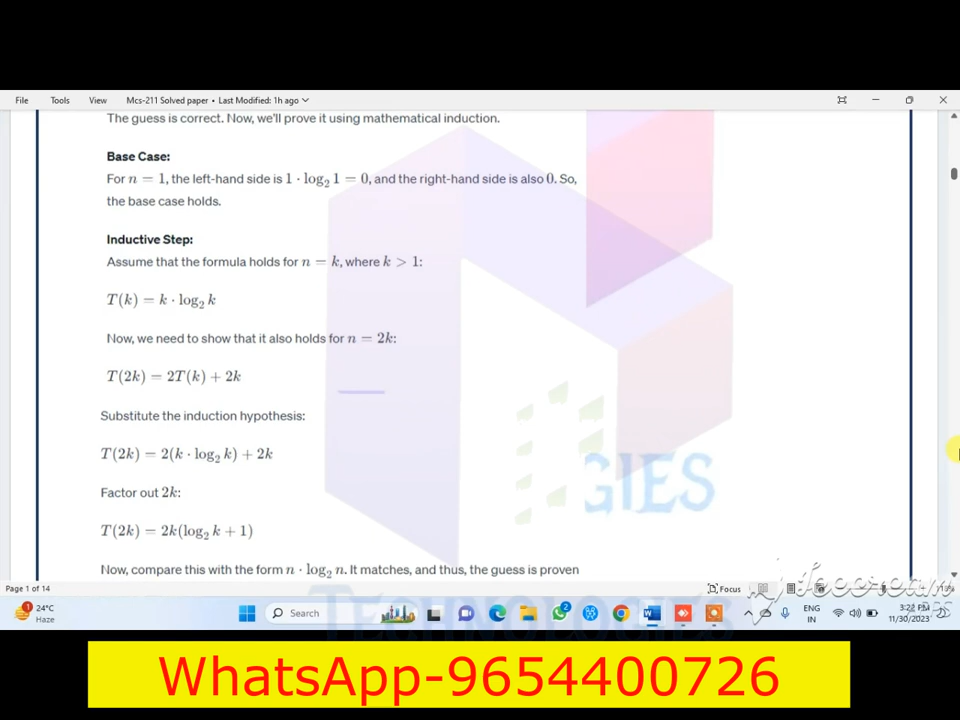 File Tools View Mcs-211 Solved paper • Last Modified: 1h ago
The guess is correct. Now, we'll prove it using mathematical induction.
Base Case:
For n = 1, the left-hand side is 1 · log₂ 1 = 0, and the right-hand side is also 0. So,
the base case holds.
Inductive Step:
Assume that the formula holds for n = k, where k > 1:
T(k) = k · log₂ k
Now, we need to show that it also holds for n = 2k:
T(2k) = 2T(k) + 2k
Substitute the induction hypothesis:
T(2k) = 2(k · log₂ k) + 2k
GIES
Factor out 2k:
T(2k) = 2k(log₂ k + 1)
Now, compare this with the form n · log₂ n. It matches, and thus, the guess is proven
Page 1 of 14 Focus
Icecream
24°C
Haze
Search
ENG
IN
3:22 PM
11/30/2023
TECHNOLOGIES
WhatsApp-9654400726